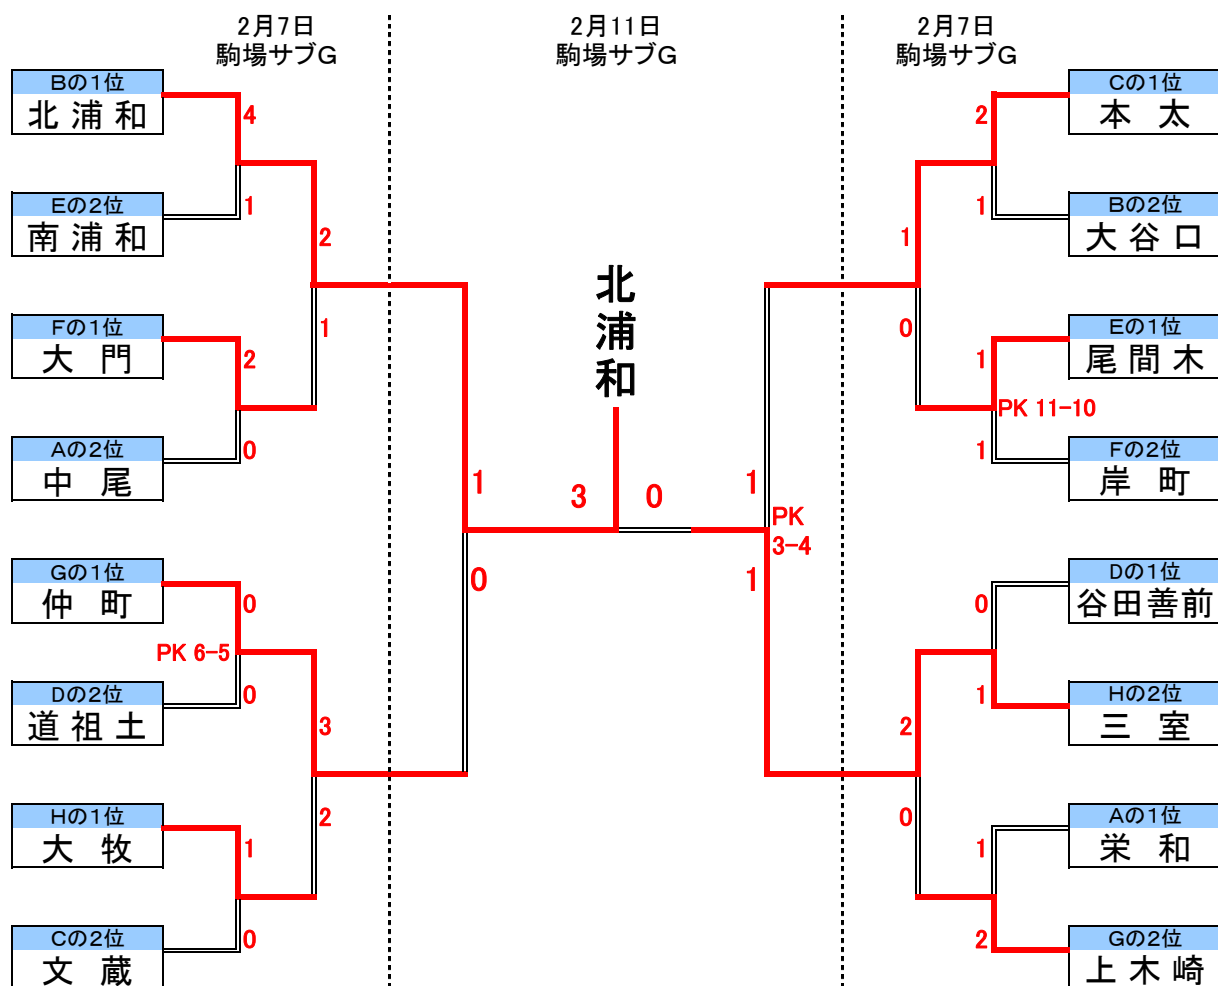 2月7日
駒場サブG
2月11日
駒場サブG
2月7日
駒場サブG
Bの1位
北浦和
4
Eの2位
南浦和
1
2
Fの1位
大門
2
1
Aの2位
中尾
0
Gの1位
仲町
0
PK 6-5
Dの2位
道祖土
0
3
Hの1位
大牧
1
2
Cの2位
文蔵
0
1
0
北浦和
3
0
1
PK
3-4
1
Cの1位
本太
2
Bの2位
大谷口
1
1
Eの1位
尾間木
1
0
PK 11-10
Fの2位
岸町
1
Dの1位
谷田善前
0
Hの2位
三室
1
2
Aの1位
栄和
1
0
Gの2位
上木崎
2